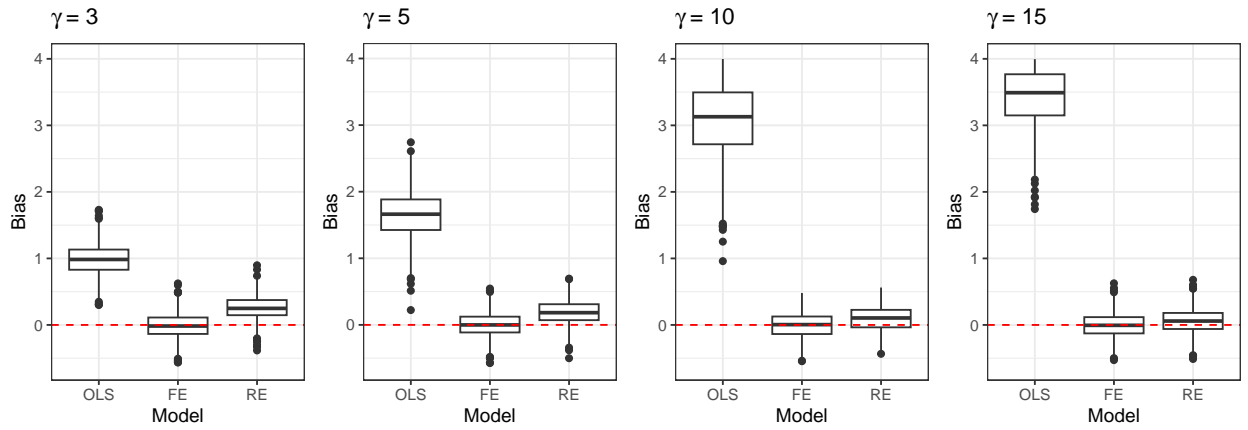 γ = 3
4
3
2
1
0
Bias
OLS FE RE
Model
γ = 5
4
3
2
1
0
Bias
OLS FE RE
Model
γ = 10
4
3
2
1
0
Bias
OLS FE RE
Model
γ = 15
4
3
2
1
0
Bias
OLS FE RE
Model